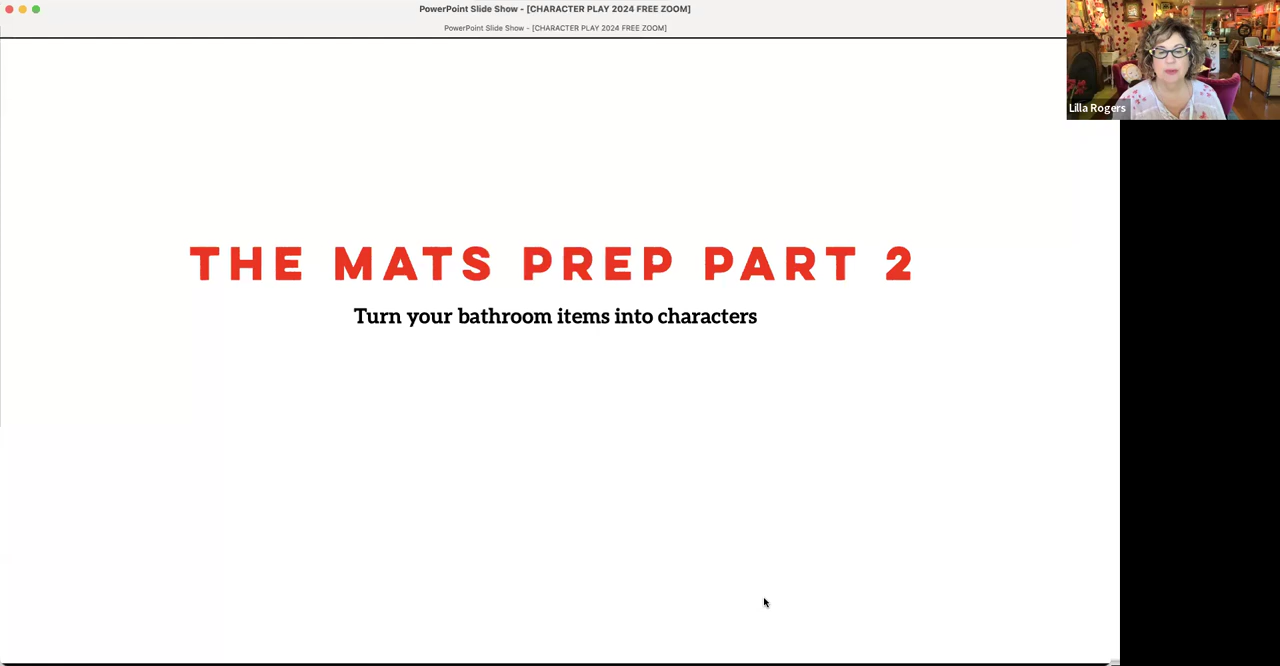 PowerPoint Slide Show - [CHARACTER PLAY 2024 FREE ZOOM]
PowerPoint Slide Show - [CHARACTER PLAY 2024 FREE ZOOM]
Lilla Rogers
THE MATS PREP PART 2
Turn your bathroom items into characters